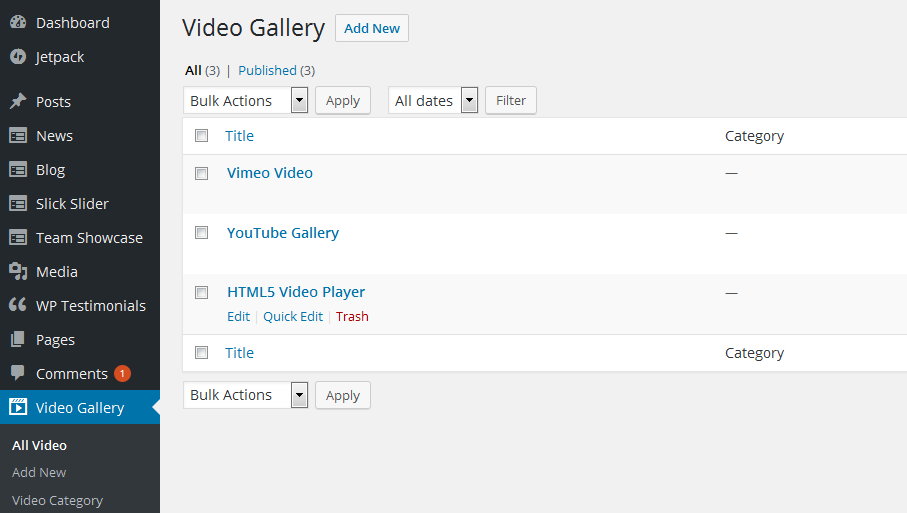 Dashboard
Jetpack
Posts
News
Blog
Slick Slider
Team Showcase
Media
WP Testimonials
Pages
Comments 1
Video Gallery
All Video
Add New
Video Category
Video Gallery Add New
All (3) | Published (3)
Bulk Actions Apply All dates Filter
Title Category
Vimeo Video —
YouTube Gallery —
HTML5 Video Player —
Edit | Quick Edit | Trash
Title Category
Bulk Actions Apply